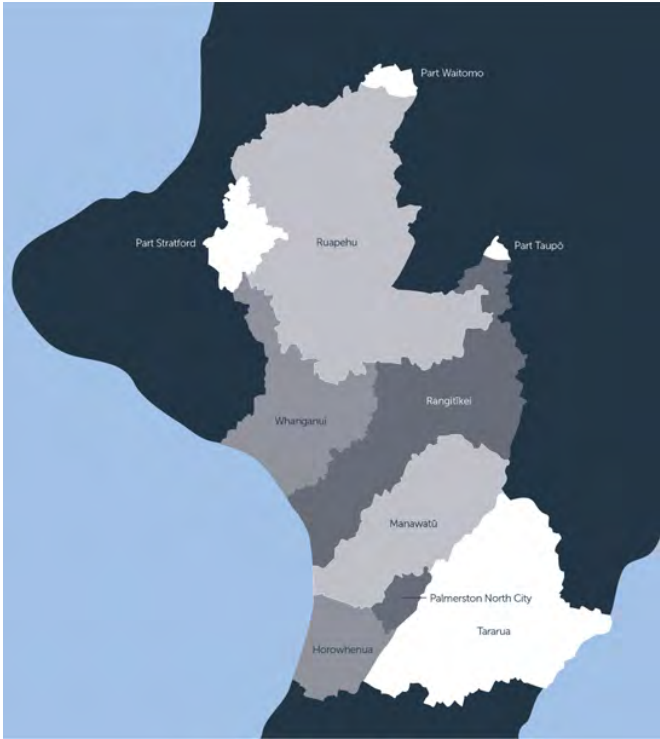 Part Waitomo
Part Stratford
Ruapehu
Part Taupō
Rangitīkei
Whanganui
Manawatū
Palmerston North City
Tararua
Horowhenua